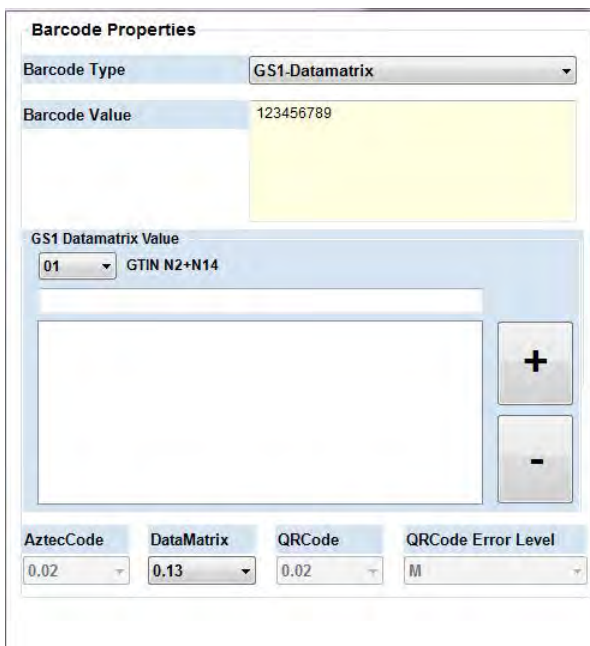 Barcode Properties
Barcode Type GS1-Datamatrix
Barcode Value 123456789
GS1 Datamatrix Value
01 GTIN N2+N14
+
-
AztecCode DataMatrix QRCode QRCode Error Level
0.02 0.13 0.02 M